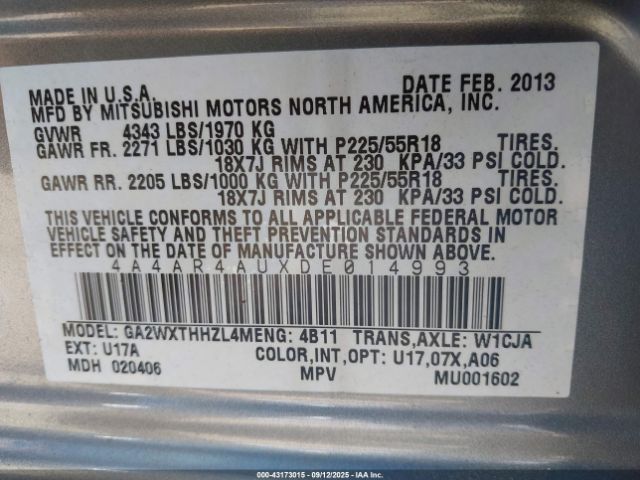 MADE IN U.S.A. DATE FEB. 2013
MFD BY MITSUBISHI MOTORS NORTH AMERICA, INC.
GVWR 4343 LBS/1970 KG
GAWR FR. 2271 LBS/1030 KG WITH P225/55R18 TIRES.
18X7J RIMS AT 230 KPA/33 PSI COLD.
GAWR RR. 2205 LBS/1000 KG WITH P225/55R18 TIRES.
18X7J RIMS AT 230 KPA/33 PSI COLD.
THIS VEHICLE CONFORMS TO ALL APPLICABLE FEDERAL MOTOR
VEHICLE SAFETY AND THEFT PREVENTION STANDARDS IN
EFFECT ON THE DATE OF MANUFACTURE SHOWN ABOVE.
4A4AR4AUXDE014993
MODEL: GA2WXTHHZL4MENG: 4B11 TRANS,AXLE: W1CJA
EXT: U17A COLOR,INT,OPT: U17,07X,A06
MDH 020406 MPV MU001602
000-43173015 - 09/12/2025 - IAA Inc.